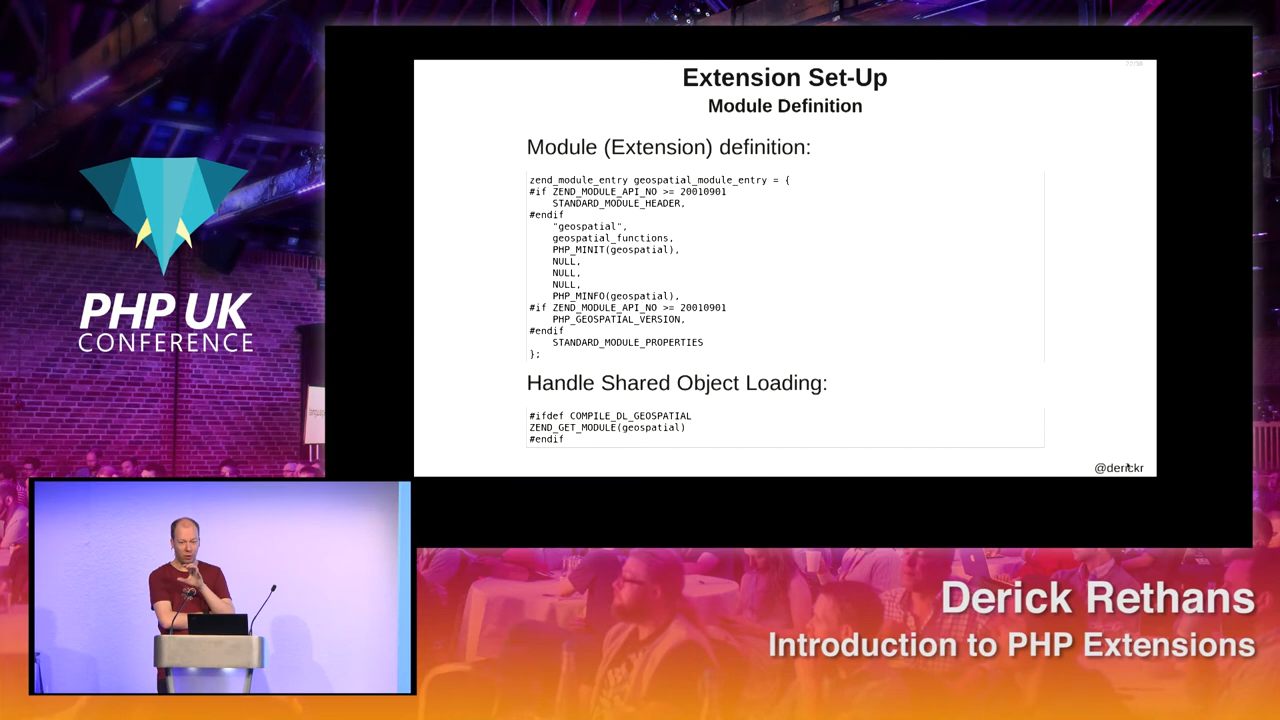 Extension Set-Up
Module Definition
Module (Extension) definition:
zend_module_entry geospatial_module_entry = {
#if ZEND_MODULE_API_NO >= 20010901
    STANDARD_MODULE_HEADER,
#endif
    "geospatial",
    geospatial_functions,
    PHP_MINIT(geospatial),
    NULL,
    NULL,
    NULL,
    PHP_MINFO(geospatial),
#if ZEND_MODULE_API_NO >= 20010901
    PHP_GEOSPATIAL_VERSION,
#endif
    STANDARD_MODULE_PROPERTIES
};
Handle Shared Object Loading:
#ifdef COMPILE_DL_GEOSPATIAL
ZEND_GET_MODULE(geospatial)
#endif
@derickr
PHP UK
CONFERENCE
Derick Rethans
Introduction to PHP Extensions